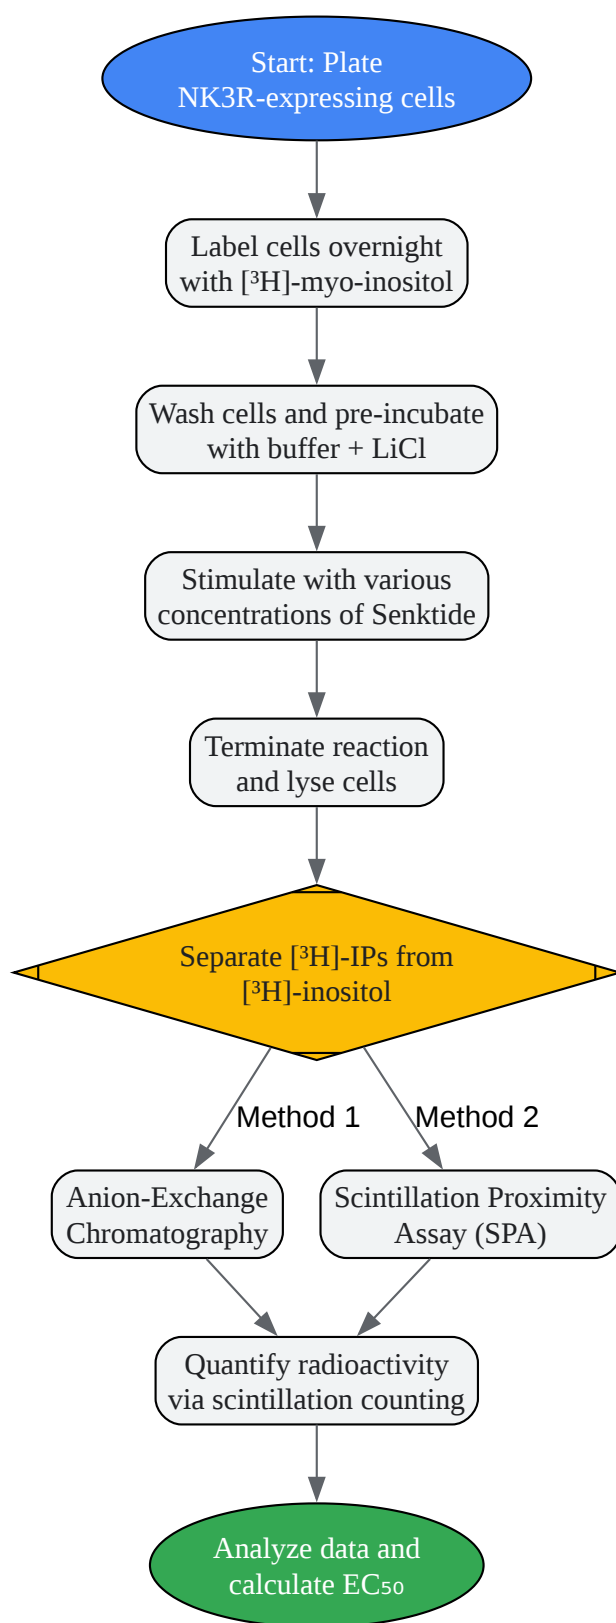 Start: Plate
NK3R-expressing cells
Label cells overnight
with [³H]-myo-inositol
Wash cells and pre-incubate
with buffer + LiCl
Stimulate with various
concentrations of Senktide
Terminate reaction
and lyse cells
Separate [³H]-IPs from
[³H]-inositol
Method 1
Method 2
Anion-Exchange
Chromatography
Scintillation Proximity
Assay (SPA)
Quantify radioactivity
via scintillation counting
Analyze data and
calculate EC₅₀